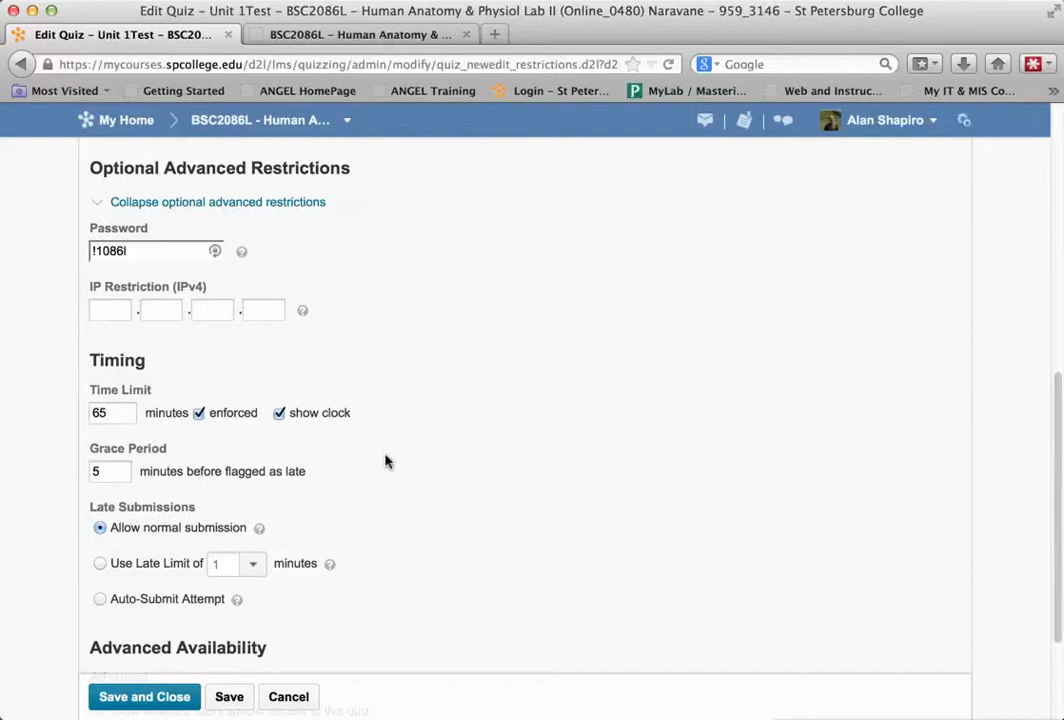 Edit Quiz – Unit 1Test – BSC2086L – Human Anatomy & Physiol Lab II (Online_0480) Naravane – 959_3146 – St Petersburg College
Edit Quiz – Unit 1Test – BSC20... BSC2086L – Human Anatomy & ...
https://mycourses.spcollege.edu/d2l/lms/quizzing/admin/modify/quiz_newedit_restrictions.d2l?d2 Google
Most Visited Getting Started ANGEL HomePage ANGEL Training Login – St Peter... MyLab / Masteri... Web and Instruc... My IT & MIS Co...
My Home BSC2086L - Human A... Alan Shapiro
Optional Advanced Restrictions
Collapse optional advanced restrictions
Password
!1086l
IP Restriction (IPv4)
. . .
Timing
Time Limit
65 minutes enforced show clock
Grace Period
5 minutes before flagged as late
Late Submissions
Allow normal submission
Use Late Limit of 1 minutes
Auto-Submit Attempt
Advanced Availability
Save and Close Save Cancel